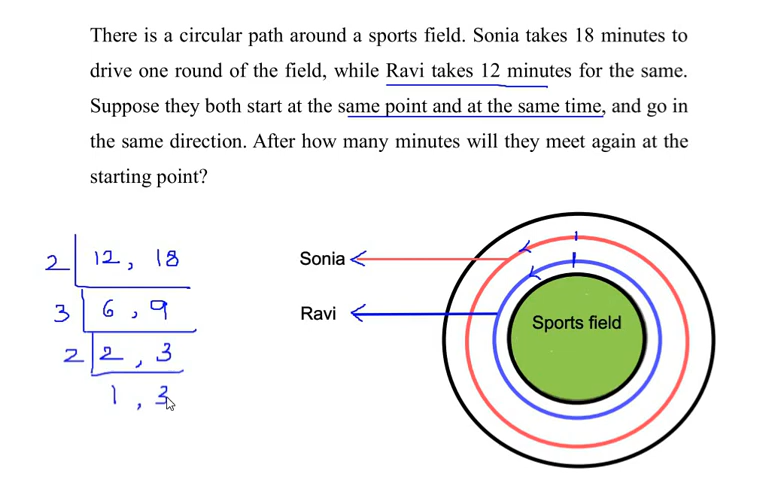 There is a circular path around a sports field. Sonia takes 18 minutes to
drive one round of the field, while Ravi takes 12 minutes for the same.
Suppose they both start at the same point and at the same time, and go in
the same direction. After how many minutes will they meet again at the
starting point?
2 12, 18
3 6, 9
2 2, 3
1, 3
Sonia
Ravi
Sports field